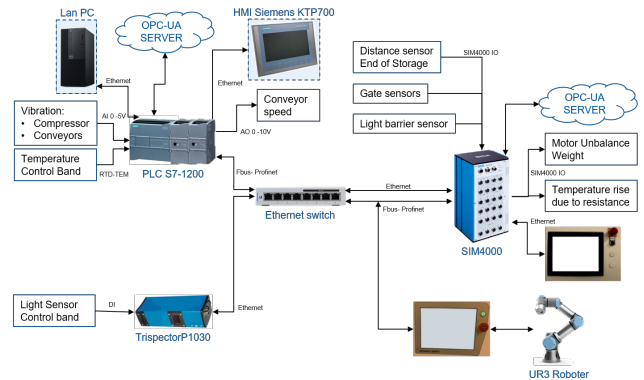 Lan PC
OPC-UA
SERVER
HMI Siemens KTP700
Ethernet
Ethernet
Vibration:
• Compressor
• Conveyors
AI 0 -5V
Temperature
Control Band
RTD-TEM
PLC S7-1200
Conveyor
speed
AO 0 -10V
Distance sensor
End of Storage
SIM4000 IO
Gate sensors
Light barrier sensor
OPC-UA
SERVER
Motor Unbalance
Weight
SIM4000 IO
Temperature rise
due to resistance
Fbus- Profinet
Ethernet
Fbus- Profinet
Ethernet switch
SIM4000
Ethernet
Light Sensor
Control band
DI
Ethernet
TrispectorP1030
UR3 Roboter